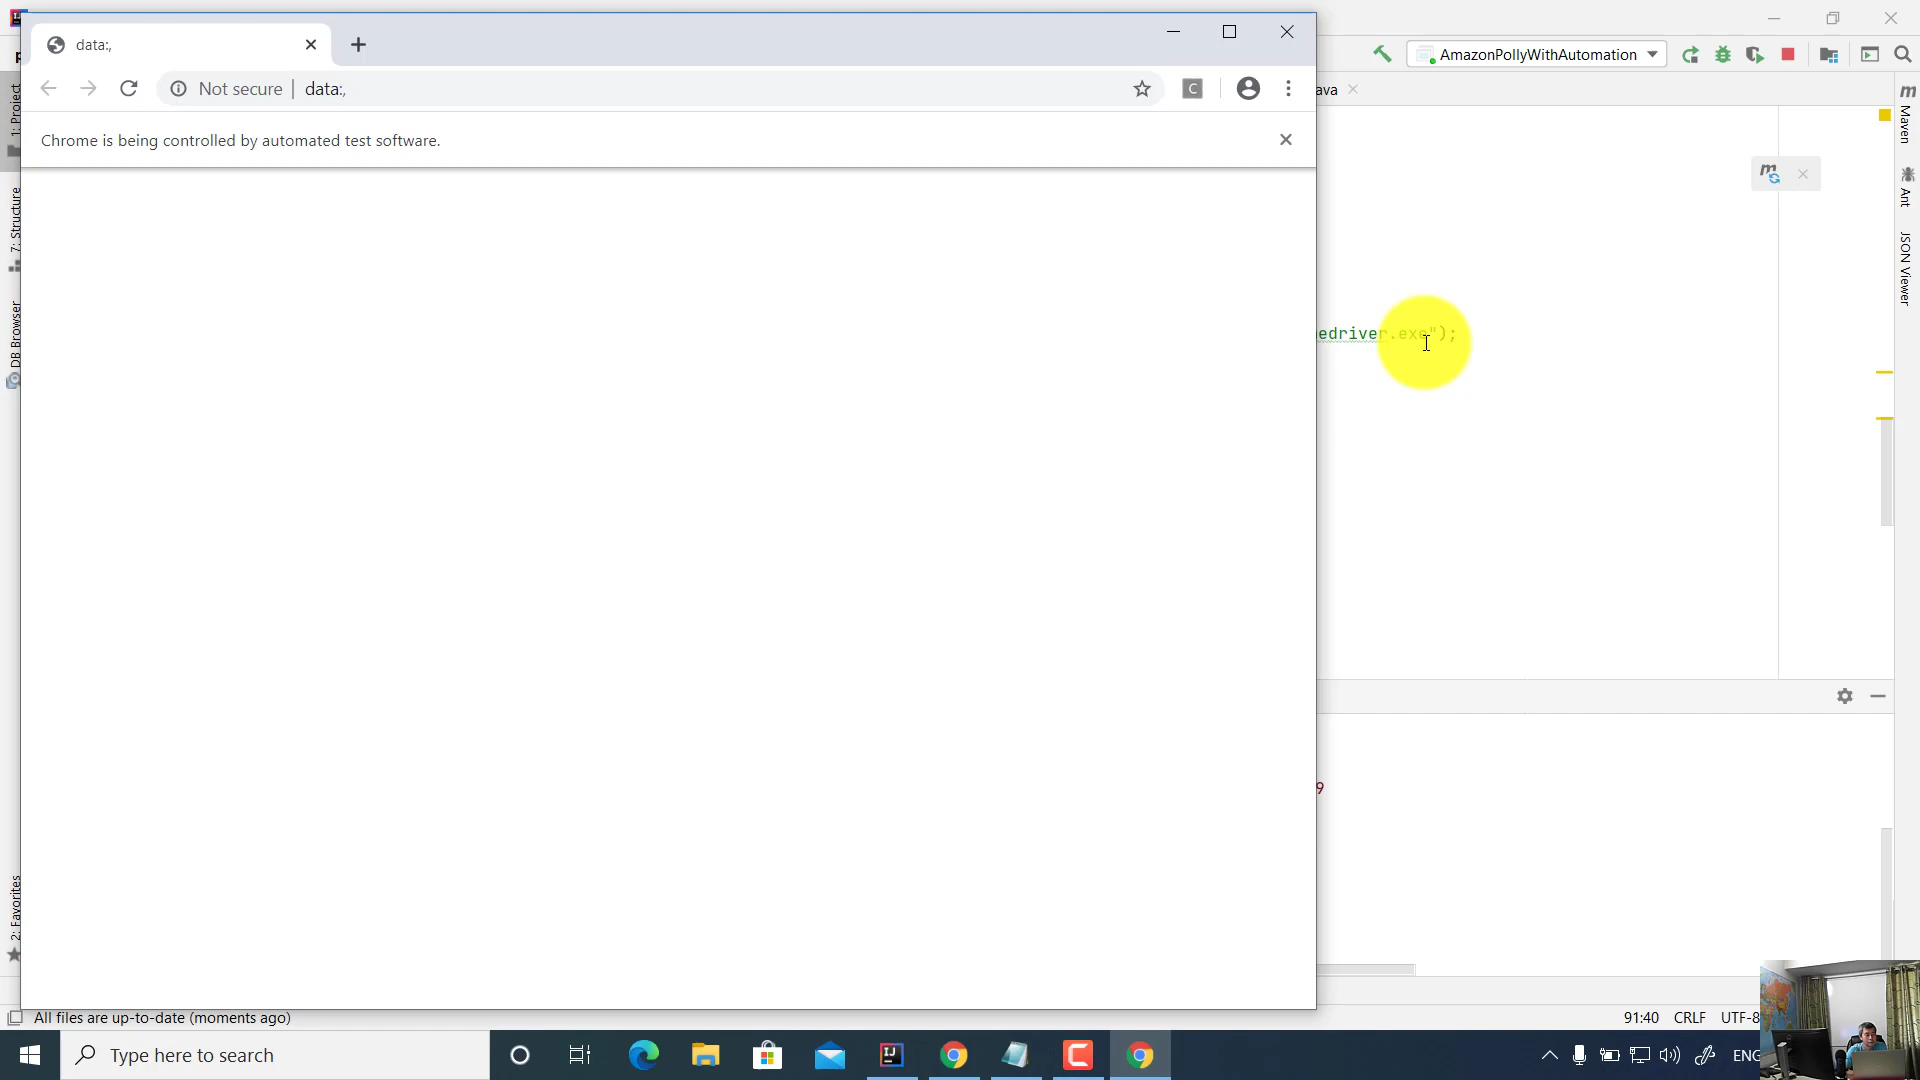 data:,
AmazonPollyWithAutomation
Not secure
data:,
ava
Chrome is being controlled by automated test software.
1: Project
7: Structure
DB Browser
2: Favorites
m Maven
Ant
JSON Viewer
edriver.exe");
9
All files are up-to-date (moments ago)
91:40 CRLF UTF-8
Type here to search
ENG